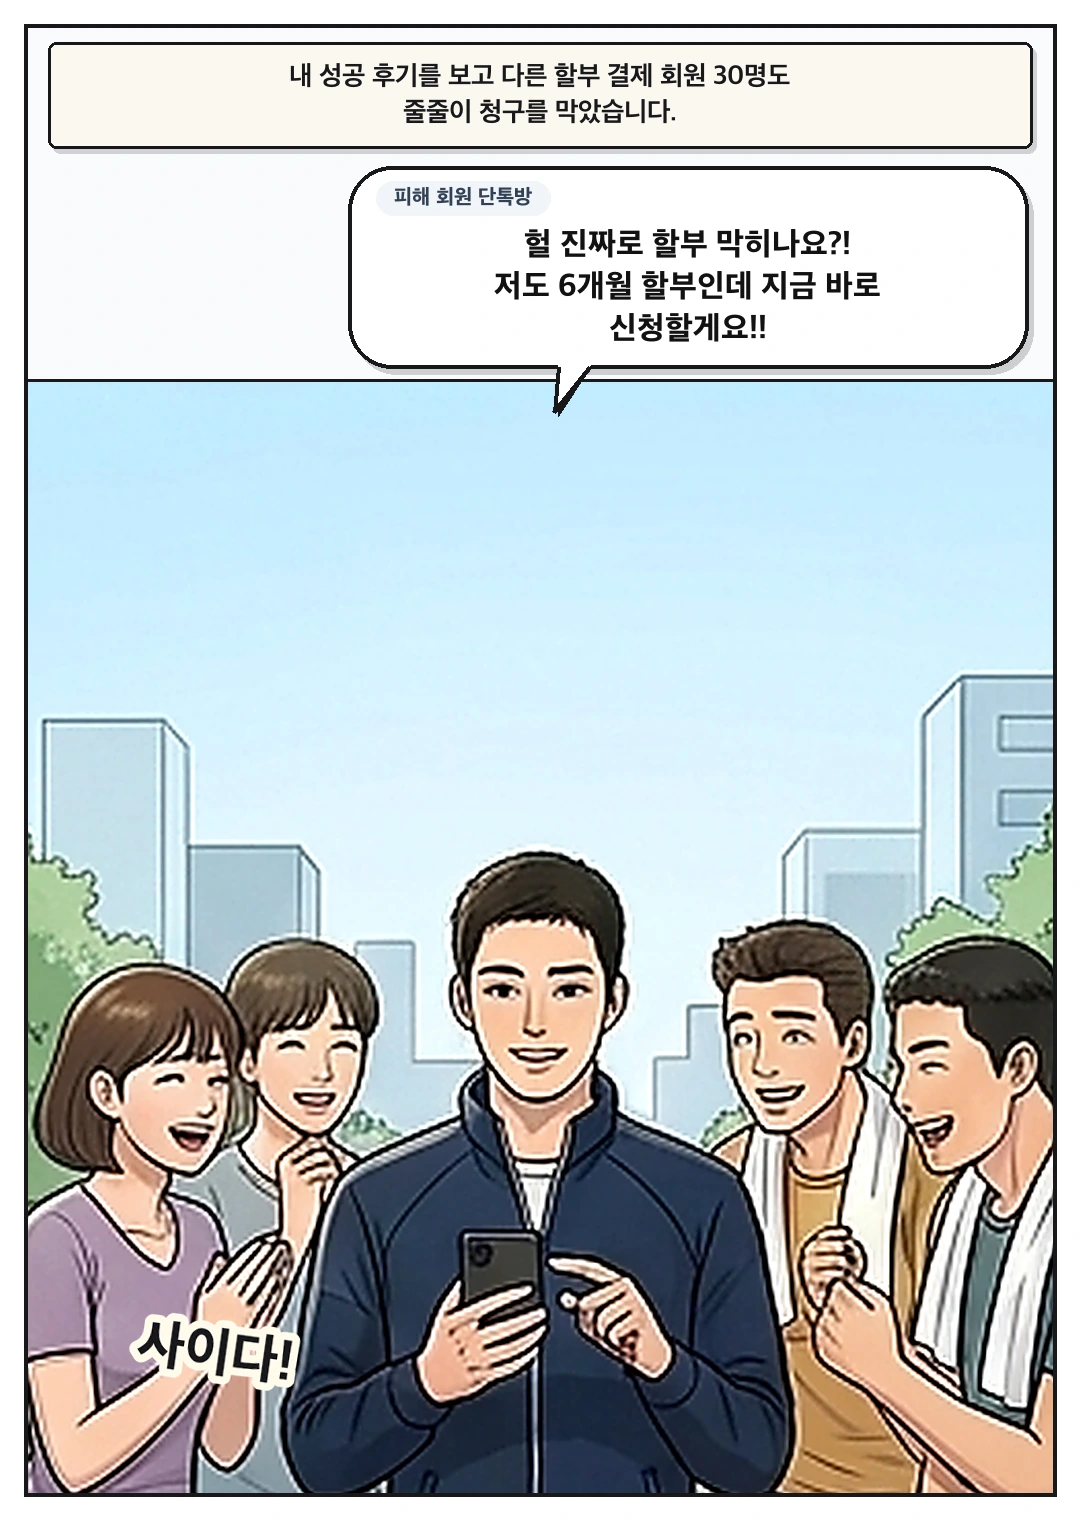 내 성공 후기를 보고 다른 할부 결제 회원 30명도
줄줄이 청구를 막았습니다.
피해 회원 단톡방
헐 진짜로 할부 막히나요?!
저도 6개월 할부인데 지금 바로
신청할게요!!
사이다!